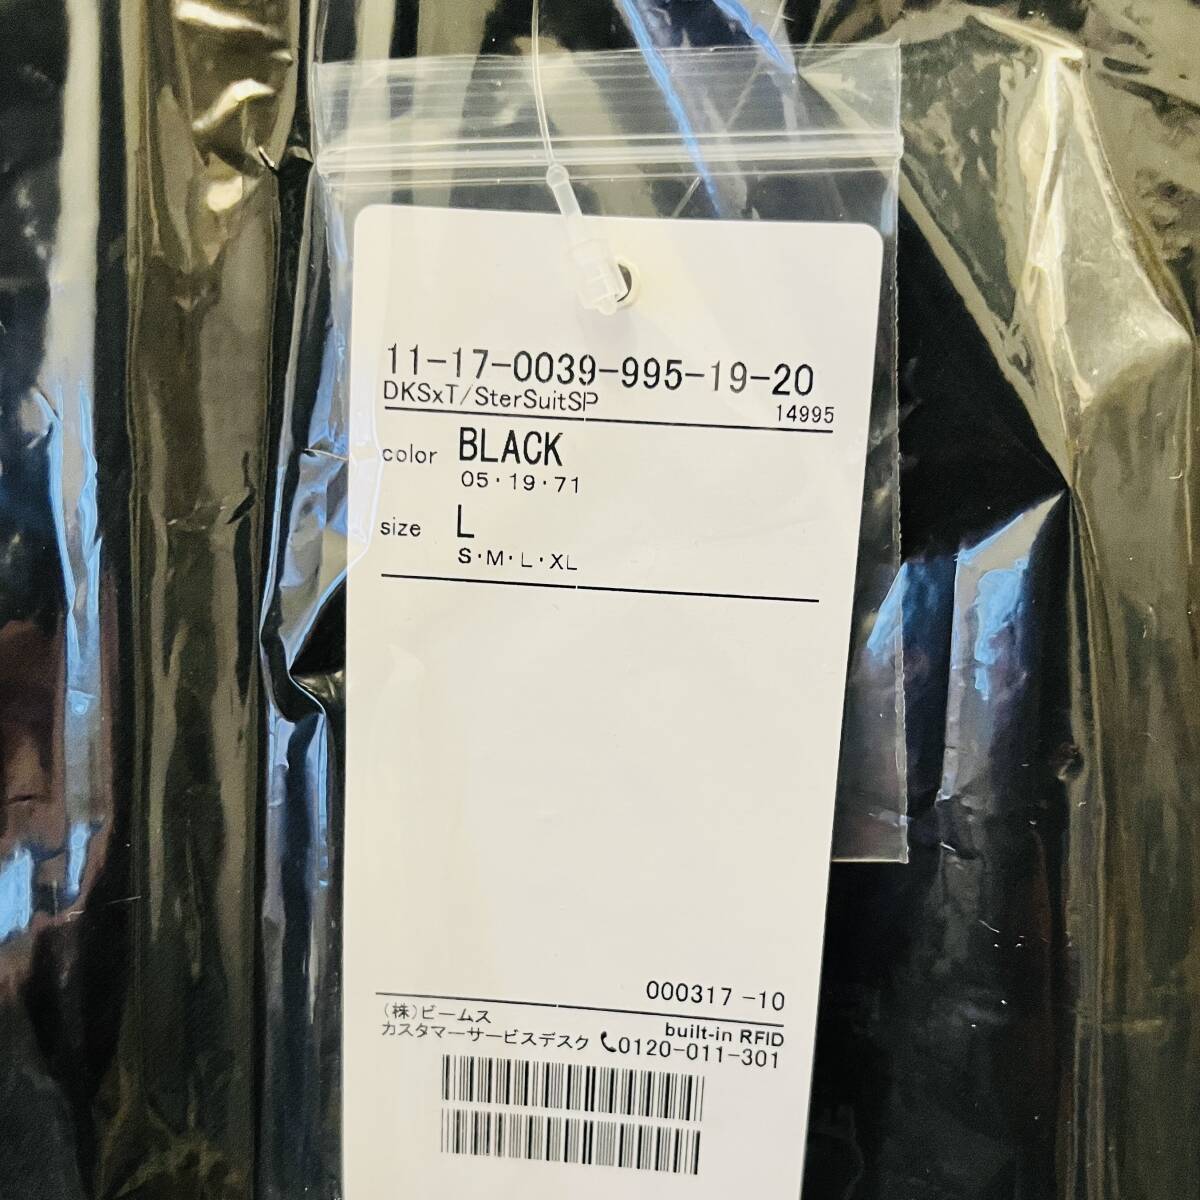 11-17-0039-995-19-20
DKSxT/SterSuitSP
14995
color BLACK
05・19・71
size L
S・M・L・XL
000317 -10
(株)ビームス
built-in RFID
カスタマーサービスデスク 0120-011-301